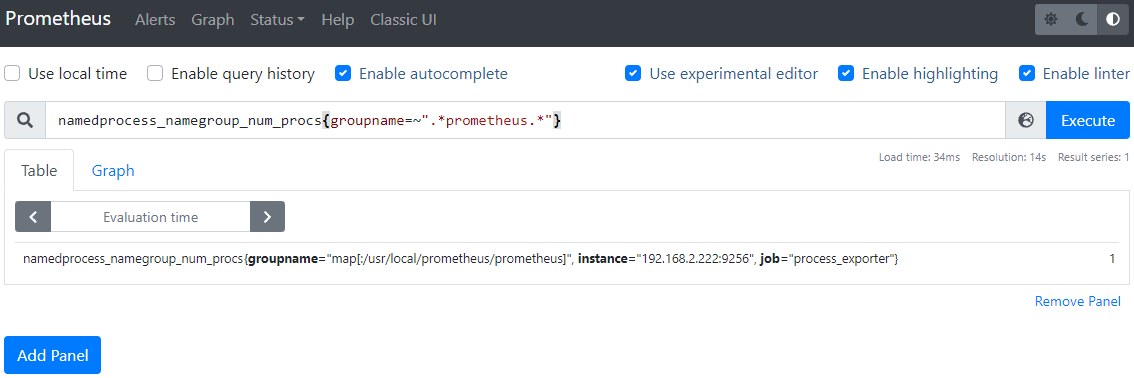 Prometheus Alerts Graph Status Help Classic UI
Use local time Enable query history Enable autocomplete Use experimental editor Enable highlighting Enable linter
namedprocess_namegroup_num_procs{groupname=~".*prometheus.*"} Execute
Load time: 34ms Resolution: 14s Result series: 1
Table Graph
Evaluation time
namedprocess_namegroup_num_procs{groupname="map[:/usr/local/prometheus/prometheus]", instance="192.168.2.222:9256", job="process_exporter"} 1
Remove Panel
Add Panel